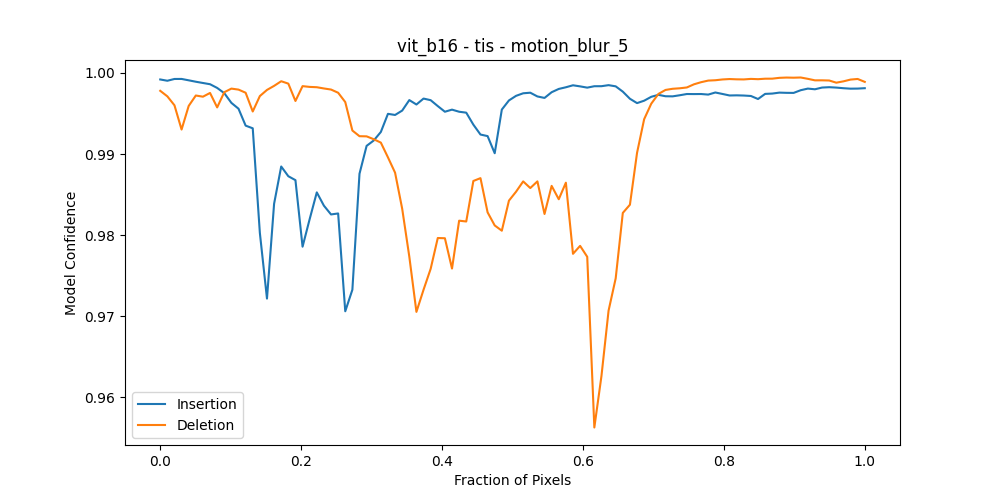 vit_b16 - tis - motion_blur_5
Model Confidence
1.00
0.99
0.98
0.97
0.96
Insertion
Deletion
0.0 0.2 0.4 0.6 0.8 1.0
Fraction of Pixels